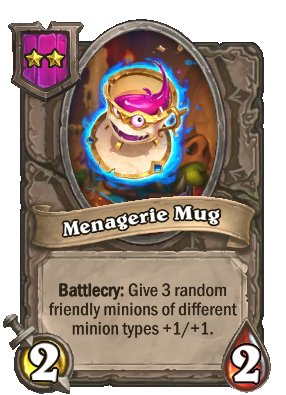 Menagerie Mug
Battlecry: Give 3 random
friendly minions of different
minion types +1/+1.
2 2